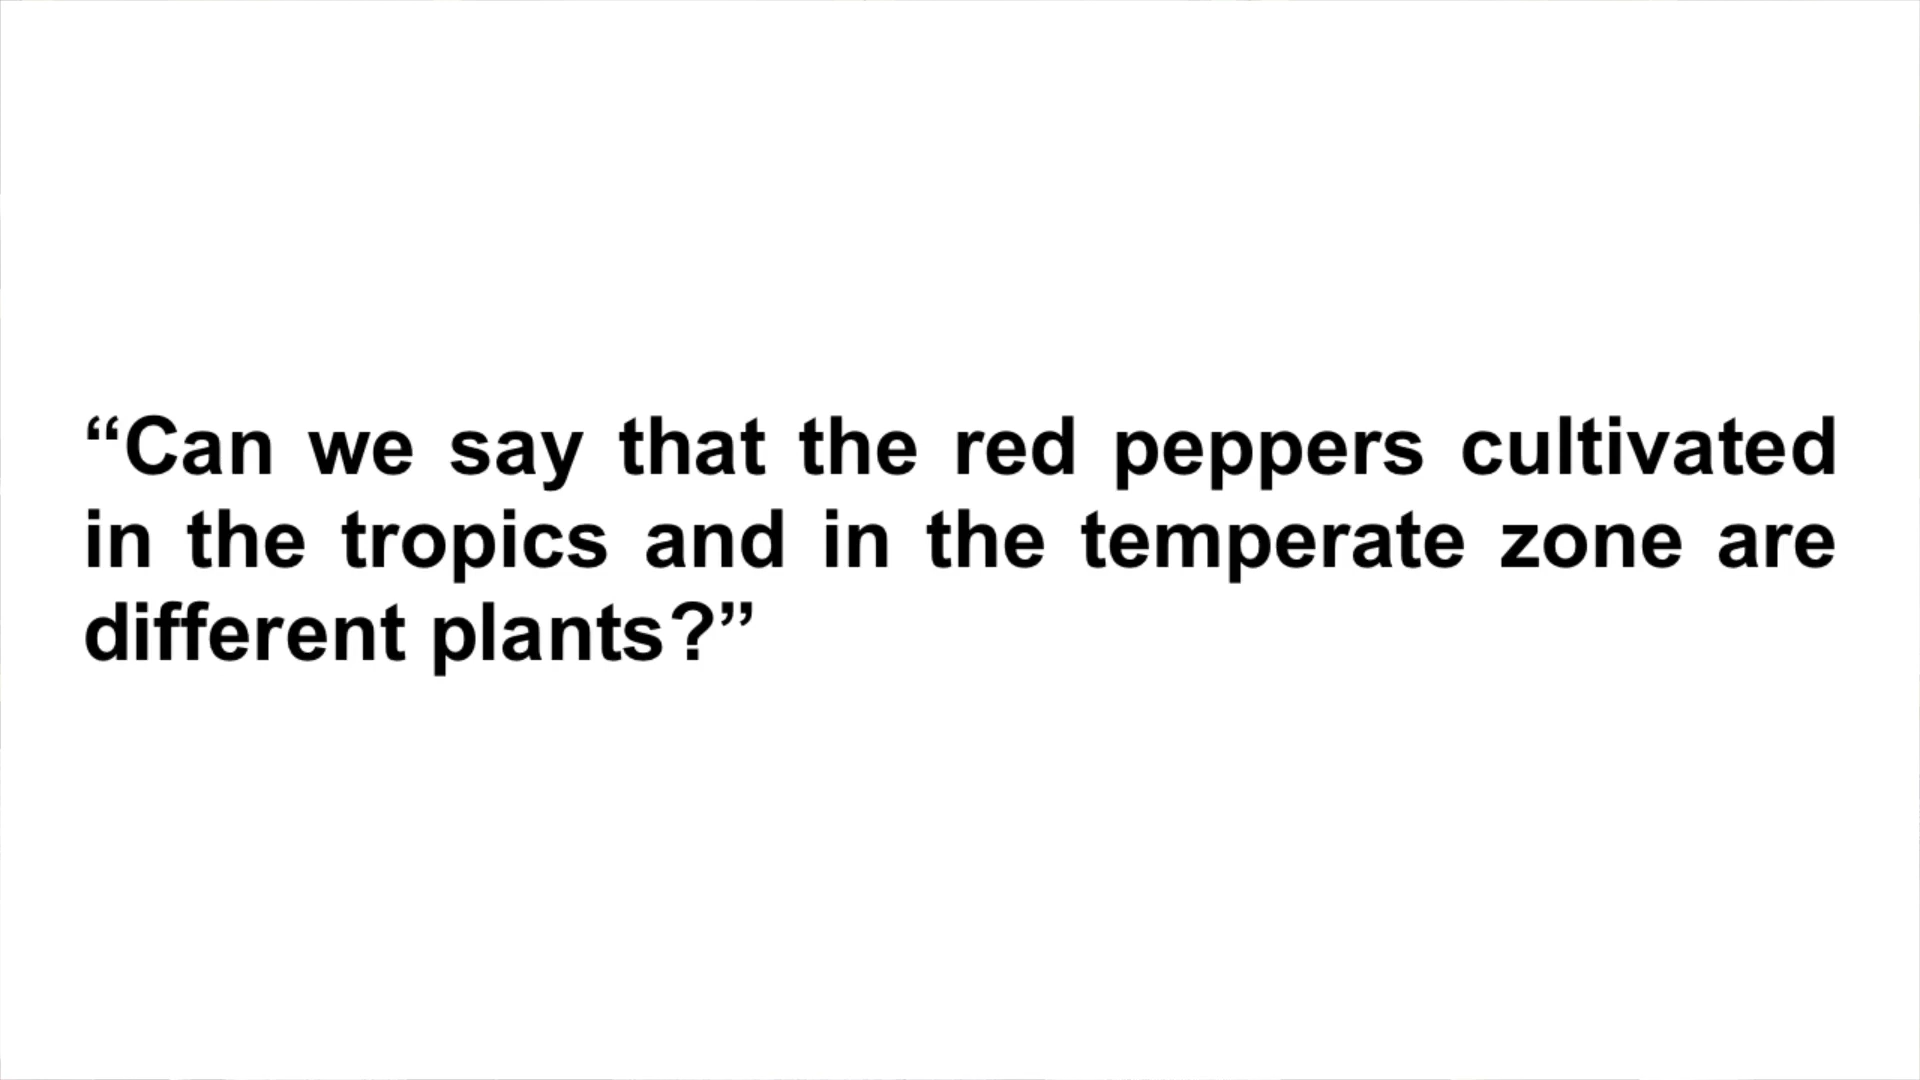 “Can we say that the red peppers cultivated
in the tropics and in the temperate zone are
different plants?”